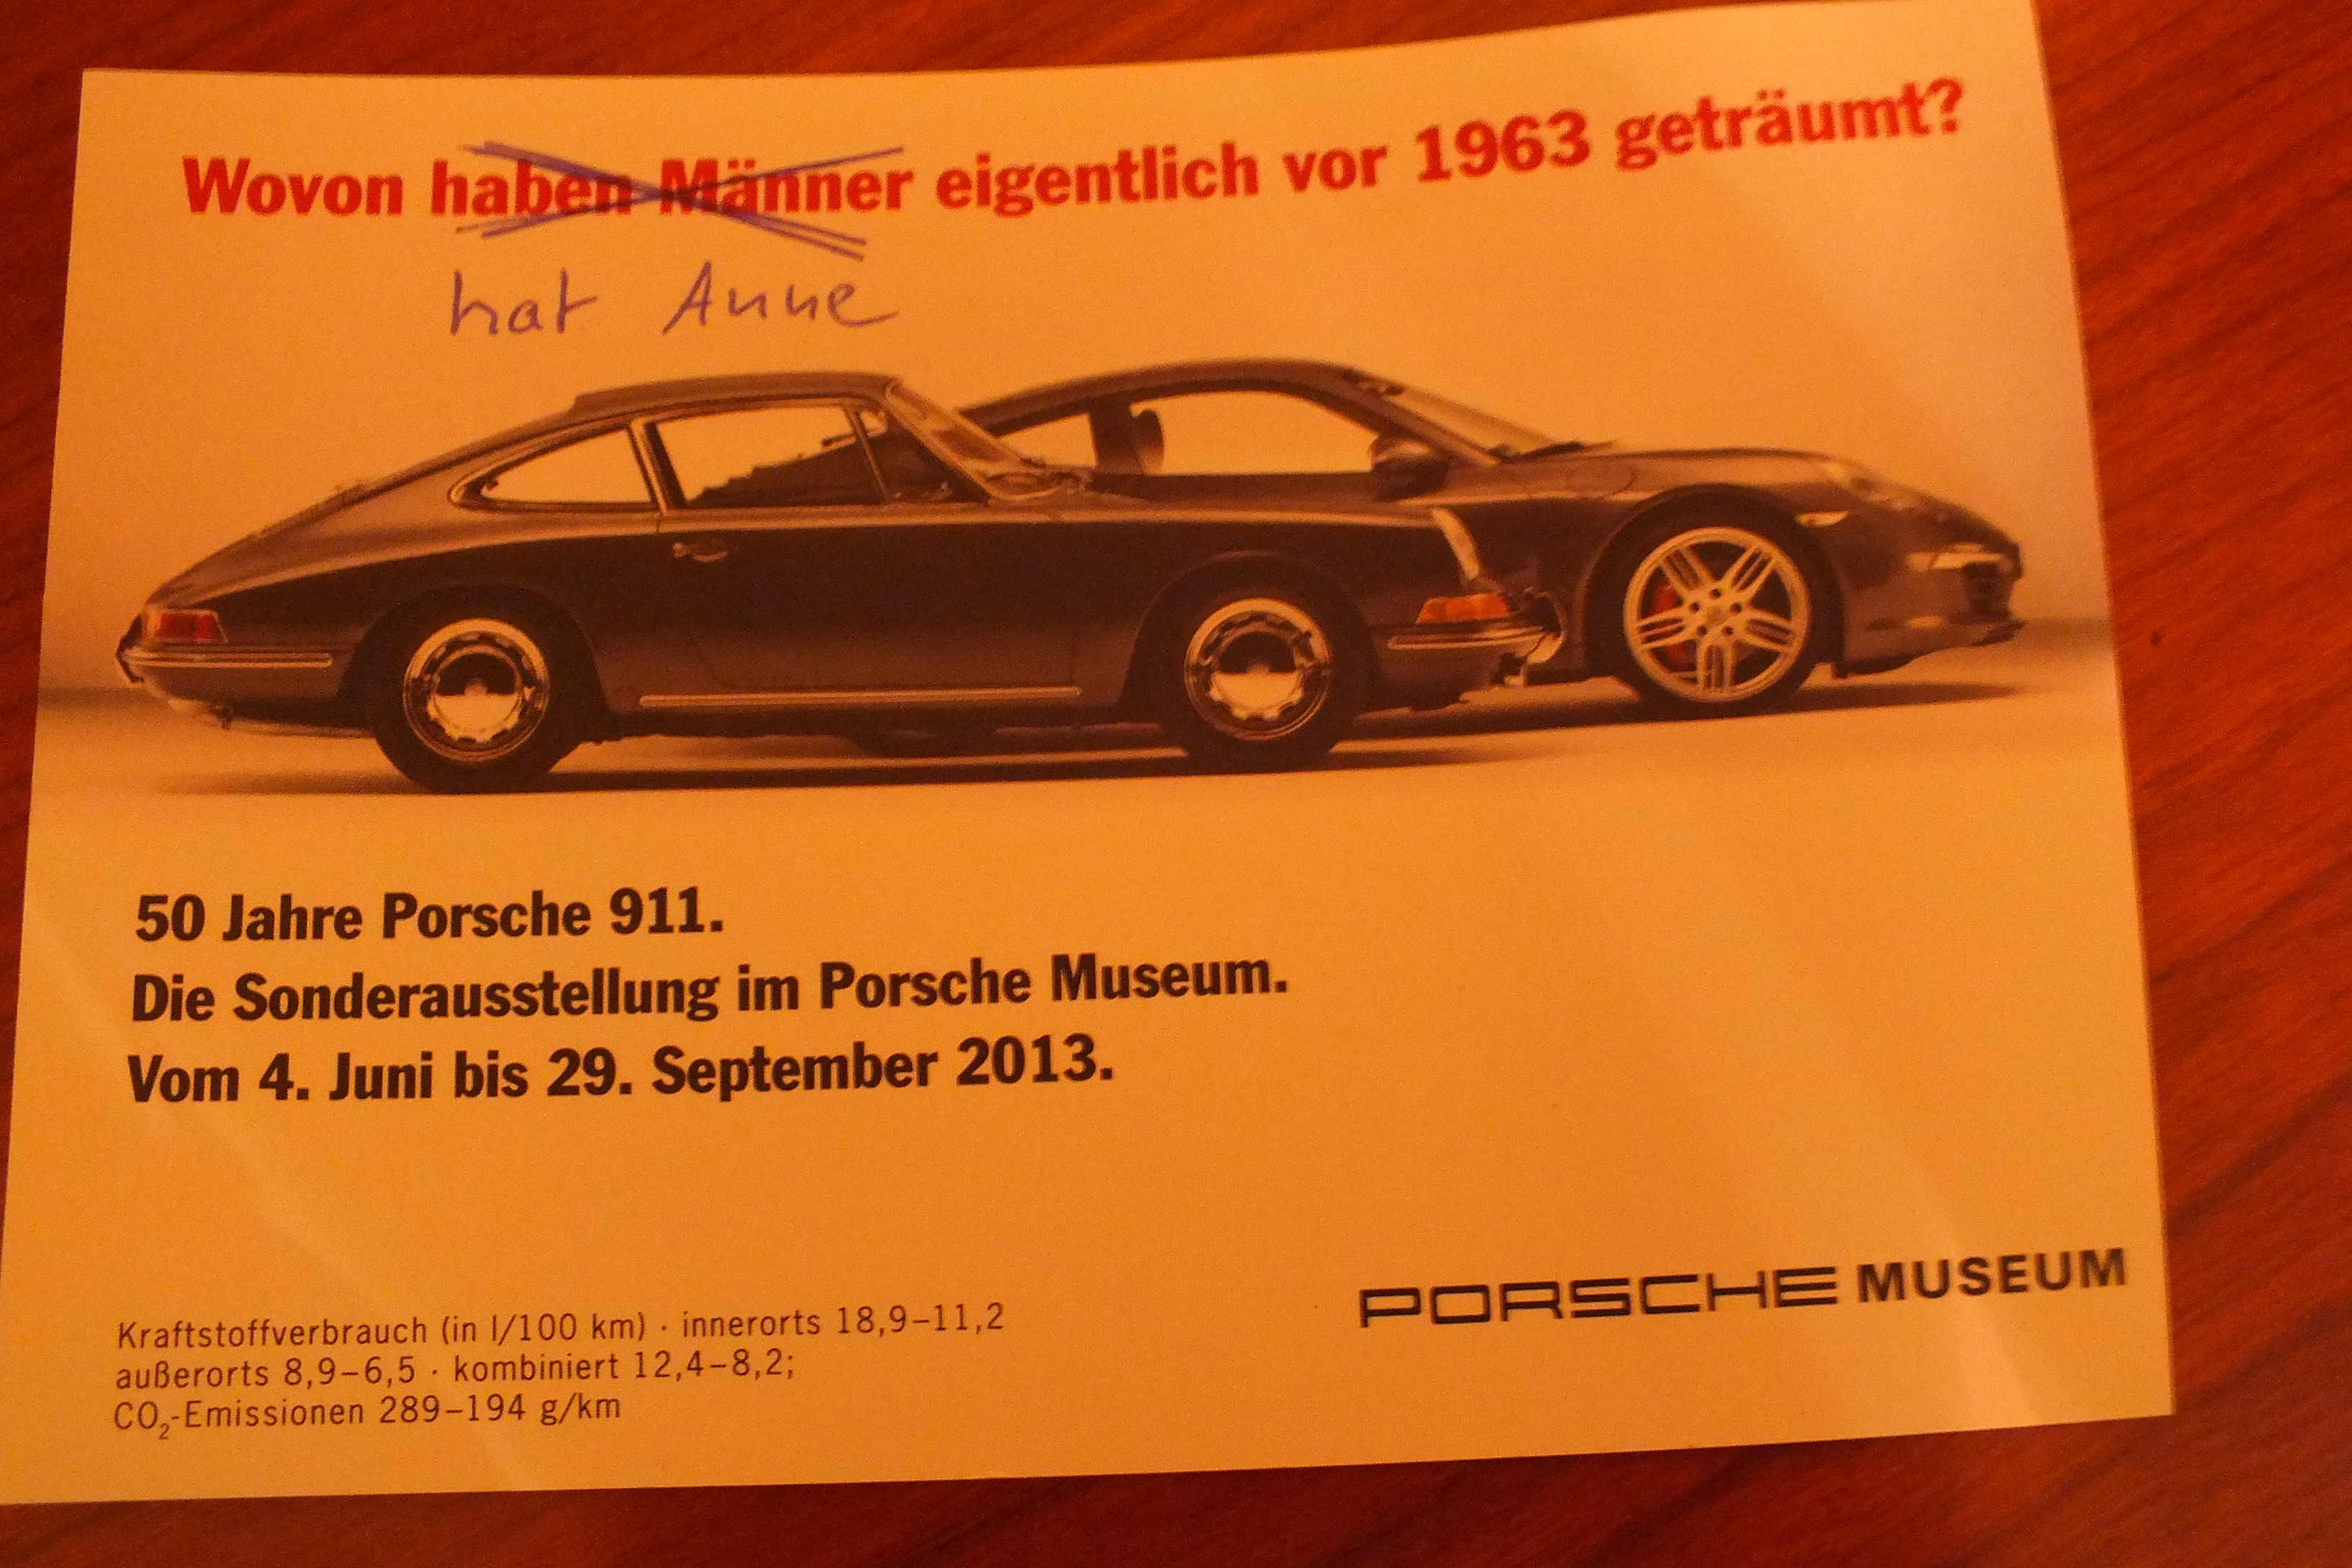 Wovon haben Männer eigentlich vor 1963 geträumt?
hat Anne
50 Jahre Porsche 911.
Die Sonderausstellung im Porsche Museum.
Vom 4. Juni bis 29. September 2013.
Kraftstoffverbrauch (in l/100 km) · innerorts 18,9–11,2
außerorts 8,9–6,5 · kombiniert 12,4–8,2;
CO₂-Emissionen 289–194 g/km
PORSCHE MUSEUM